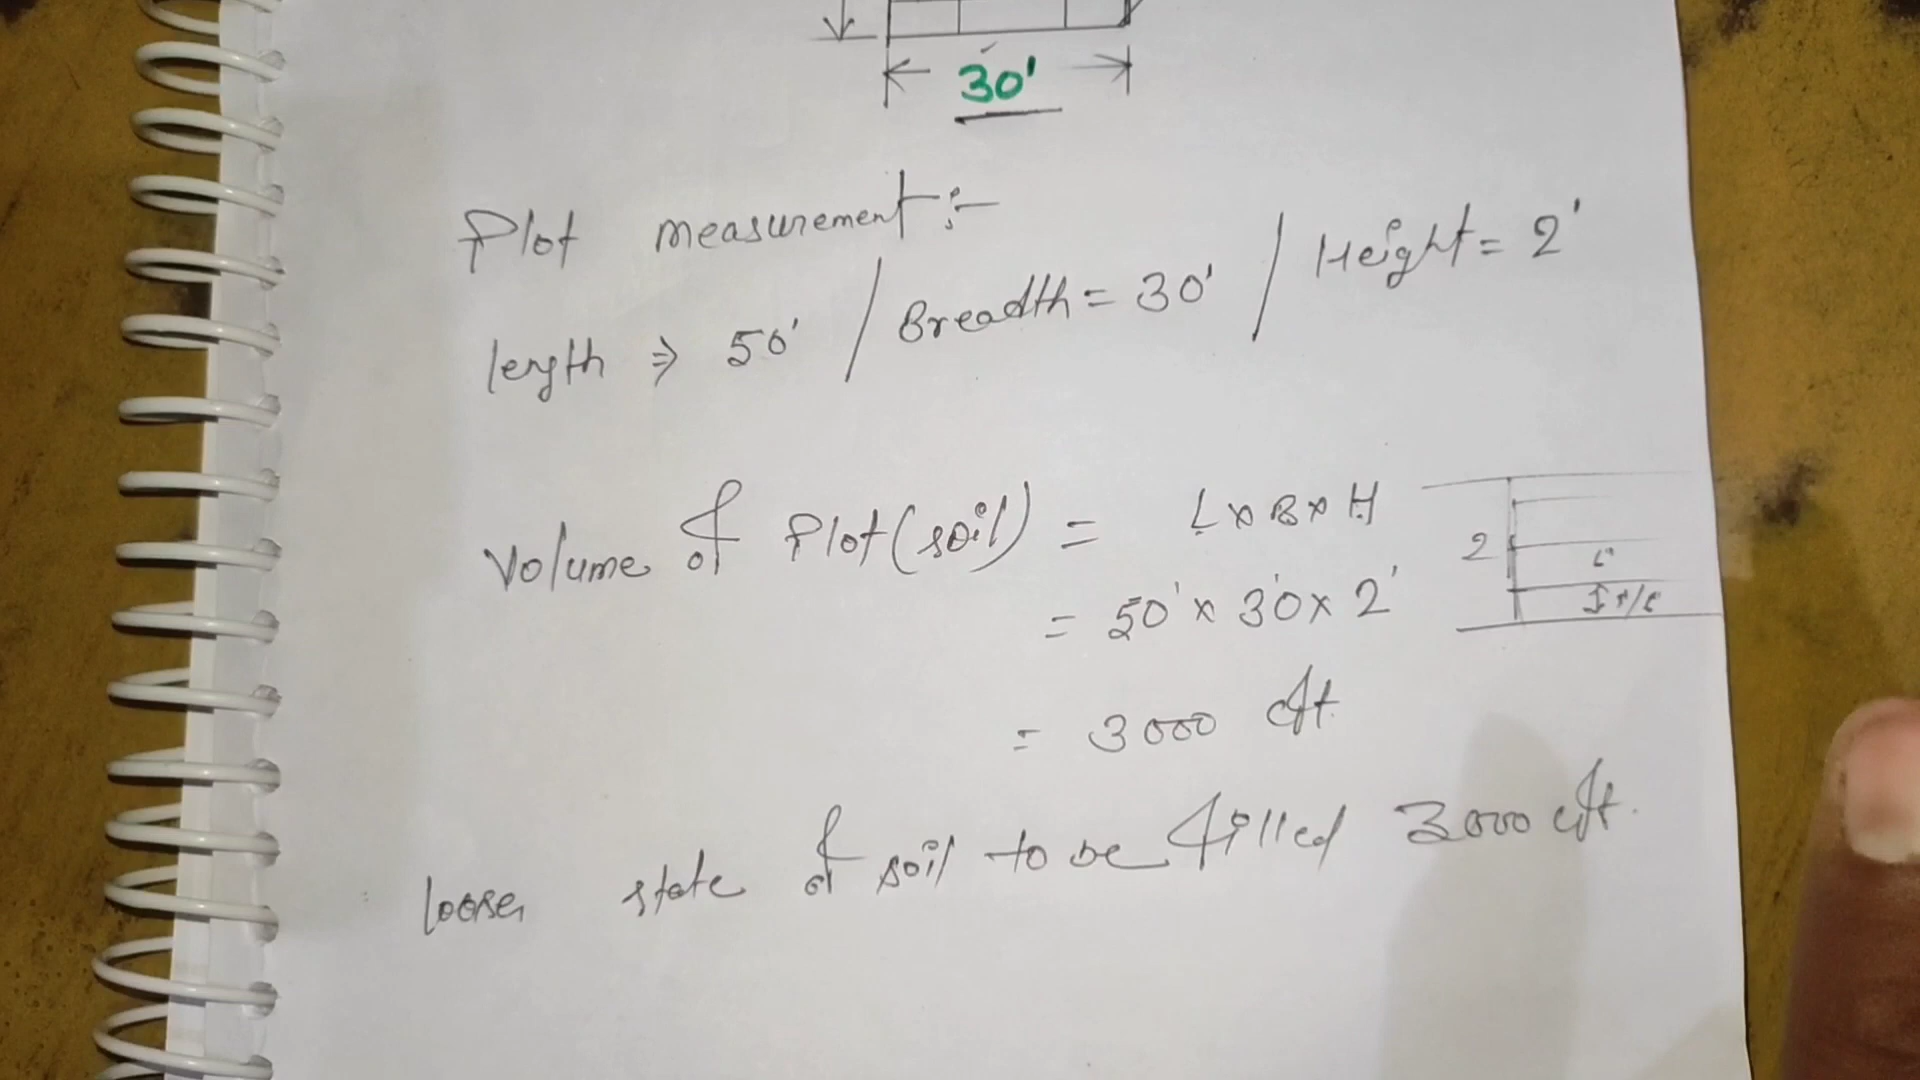 30'
Plot measurement :-
length ⇒ 50' / Breadth = 30' / Height = 2'
Volume of Plot (soil) = L x B x H
= 50' x 30' x 2'
= 3000 cft.
2
loose state of soil to be filled 3000 cft.